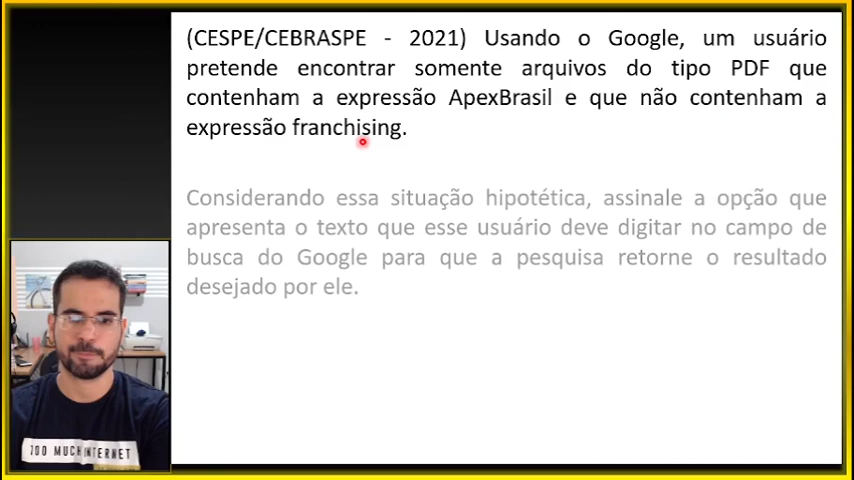 (CESPE/CEBRASPE - 2021) Usando o Google, um usuário
pretende encontrar somente arquivos do tipo PDF que
contenham a expressão ApexBrasil e que não contenham a
expressão franchising.
Considerando essa situação hipotética, assinale a opção que
apresenta o texto que esse usuário deve digitar no campo de
busca do Google para que a pesquisa retorne o resultado
desejado por ele.
TOO MUCH INTERNET